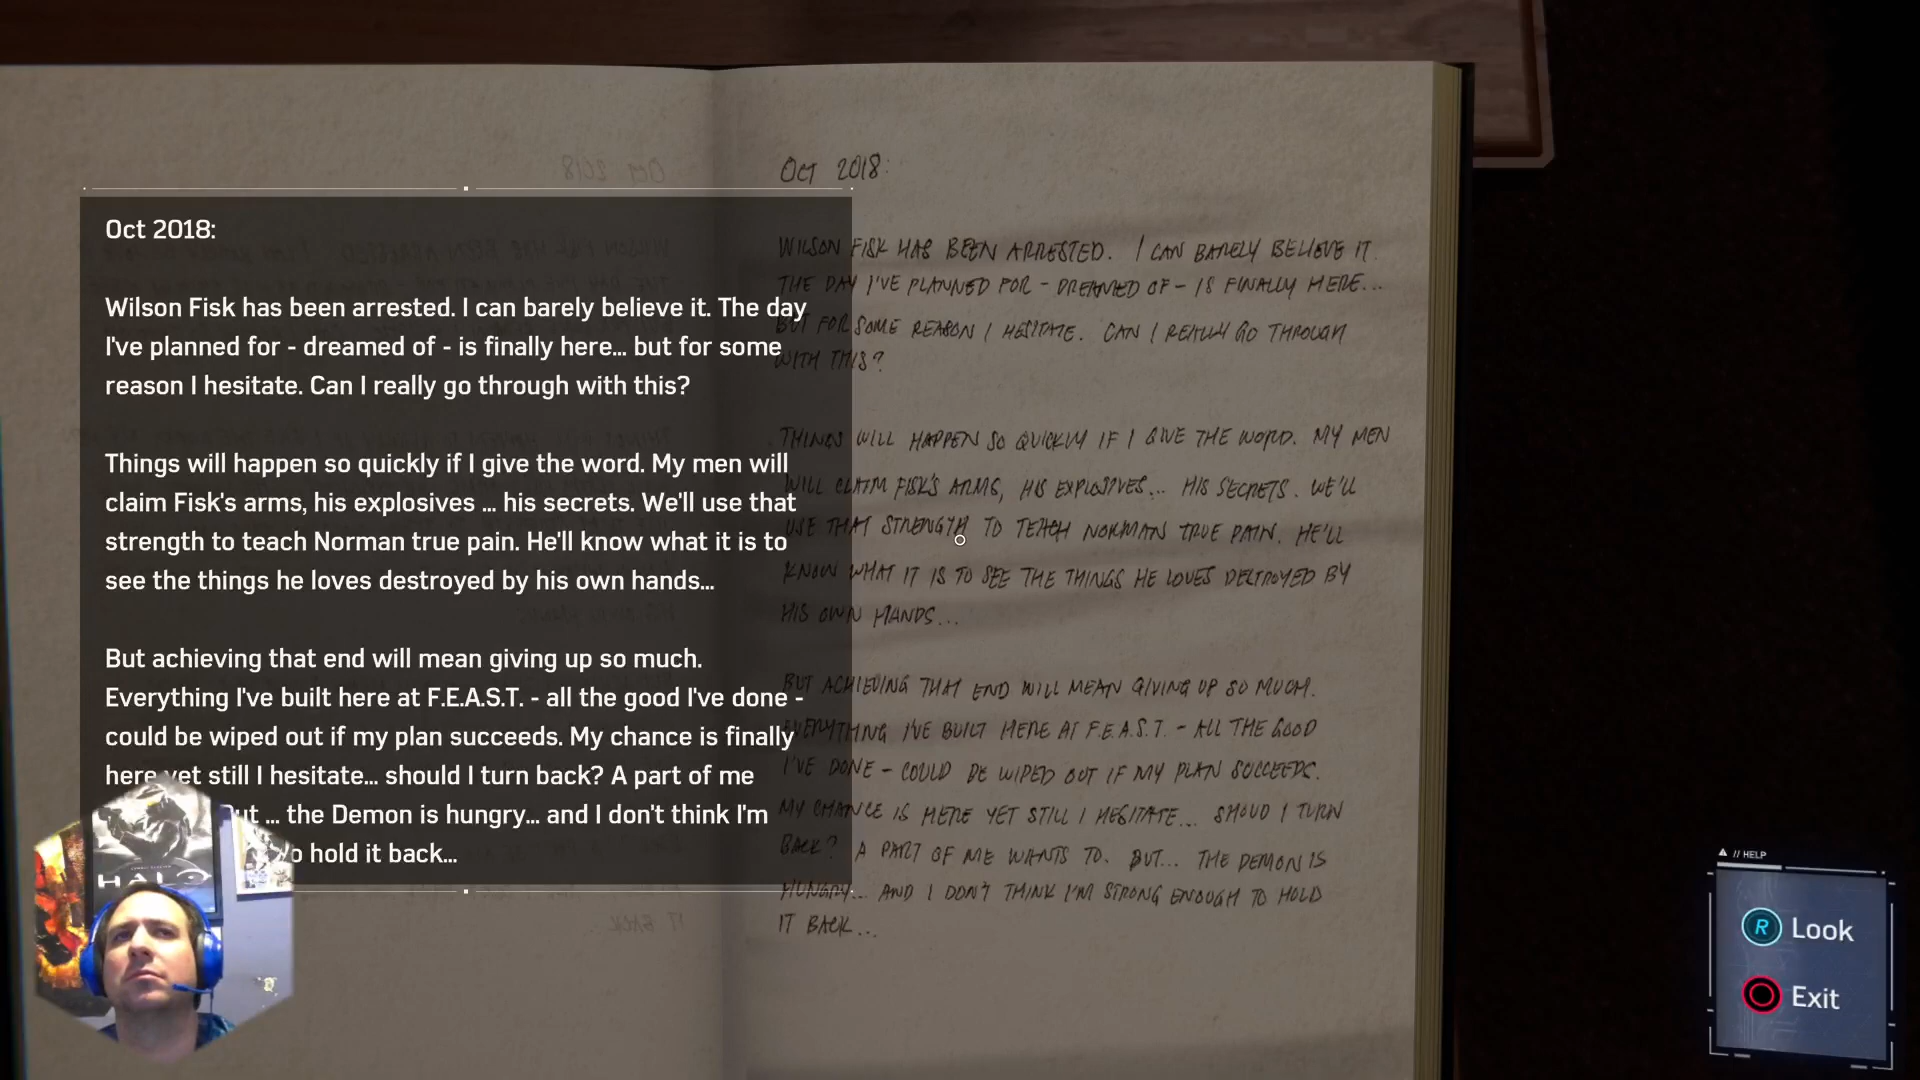 Oct 2018:
Wilson Fisk has been arrested. I can barely believe it. The day
I've planned for - dreamed of - is finally here... but for some
reason I hesitate. Can I really go through with this?
Things will happen so quickly if I give the word. My men will
claim Fisk's arms, his explosives ... his secrets. We'll use that
strength to teach Norman true pain. He'll know what it is to
see the things he loves destroyed by his own hands...
But achieving that end will mean giving up so much.
Everything I've built here at F.E.A.S.T. - all the good I've done -
could be wiped out if my plan succeeds. My chance is finally
here yet still I hesitate... should I turn back? A part of me
... the Demon is hungry... and I don't think I'm
hold it back...
OCT 2018:
WILSON FISK HAS BEEN ARRESTED. I CAN BARELY BELIEVE IT.
THE DAY I'VE PLANNED FOR - DREAMED OF - IS FINALLY HERE...
BUT FOR SOME REASON I HESITATE. CAN I REALLY GO THROUGH
WITH THIS?
THINGS WILL HAPPEN SO QUICKLY IF I GIVE THE WORD. MY MEN
WILL CLAIM FISK'S ARMS, HIS EXPLOSIVES... HIS SECRETS. WE'LL
USE THAT STRENGTH TO TEACH NORMAN TRUE PAIN. HE'LL
KNOW WHAT IT IS TO SEE THE THINGS HE LOVES DESTROYED BY
HIS OWN HANDS...
BUT ACHIEVING THAT END WILL MEAN GIVING UP SO MUCH.
EVERYTHING I'VE BUILT HERE AT F.E.A.S.T. - ALL THE GOOD
I'VE DONE - COULD BE WIPED OUT IF MY PLAN SUCCEEDS.
MY CHANCE IS HERE YET STILL I HESITATE... SHOUD I TURN
BACK? A PART OF ME WANTS TO. BUT... THE DEMON IS
HUNGRY... AND I DON'T THINK I'M STRONG ENOUGH TO HOLD
IT BACK...
HALO
// HELP
R Look
Exit